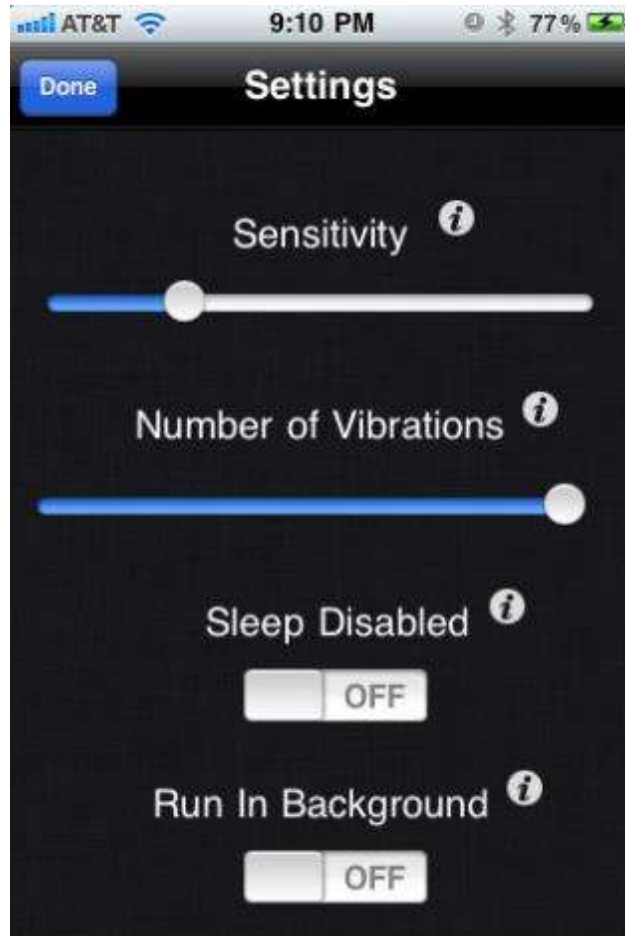 AT&T 9:10 PM 77%
Done Settings
Sensitivity i
Number of Vibrations i
Sleep Disabled i
OFF
Run In Background i
OFF